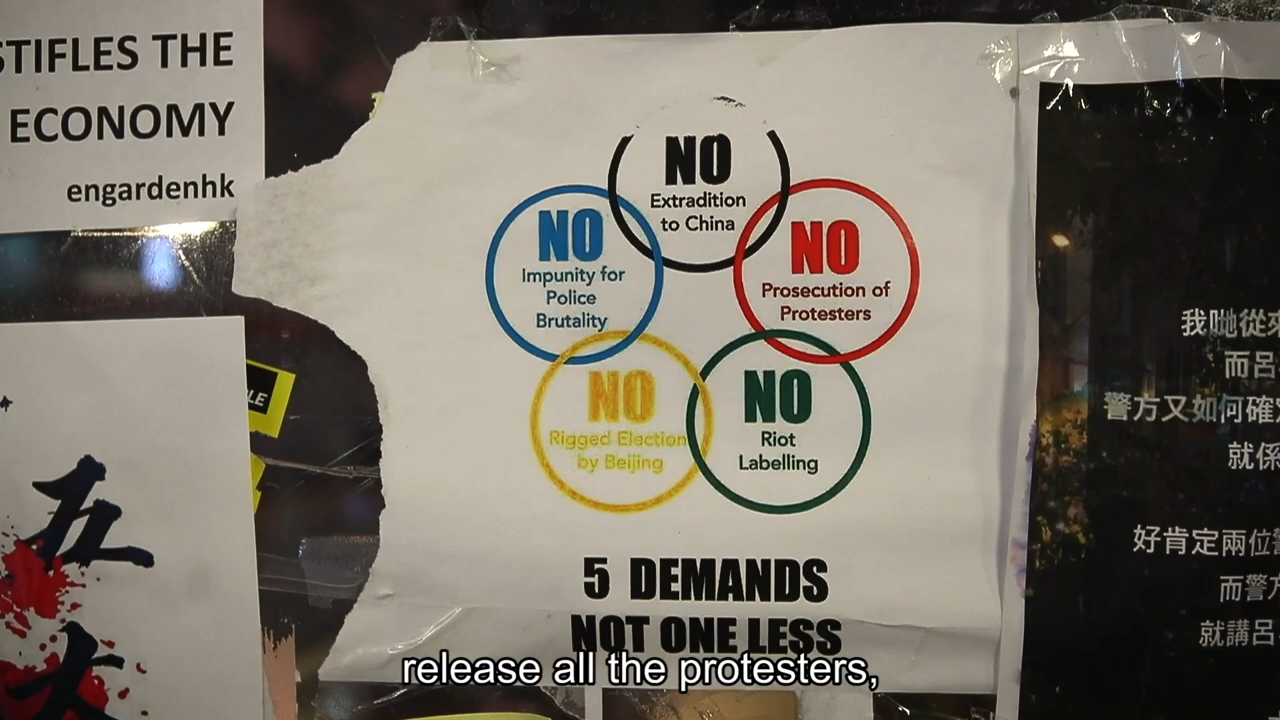 STIFLES THE
ECONOMY
engardenhk
NO
Extradition
to China
NO
Impunity for
Police
Brutality
NO
Prosecution of
Protesters
NO
Rigged Election
by Beijing
NO
Riot
Labelling
5 DEMANDS
NOT ONE LESS
五
大
我哋從
而呂
警方又如何確
就係
好肯定兩位
而警方
就講呂
release all the protesters,